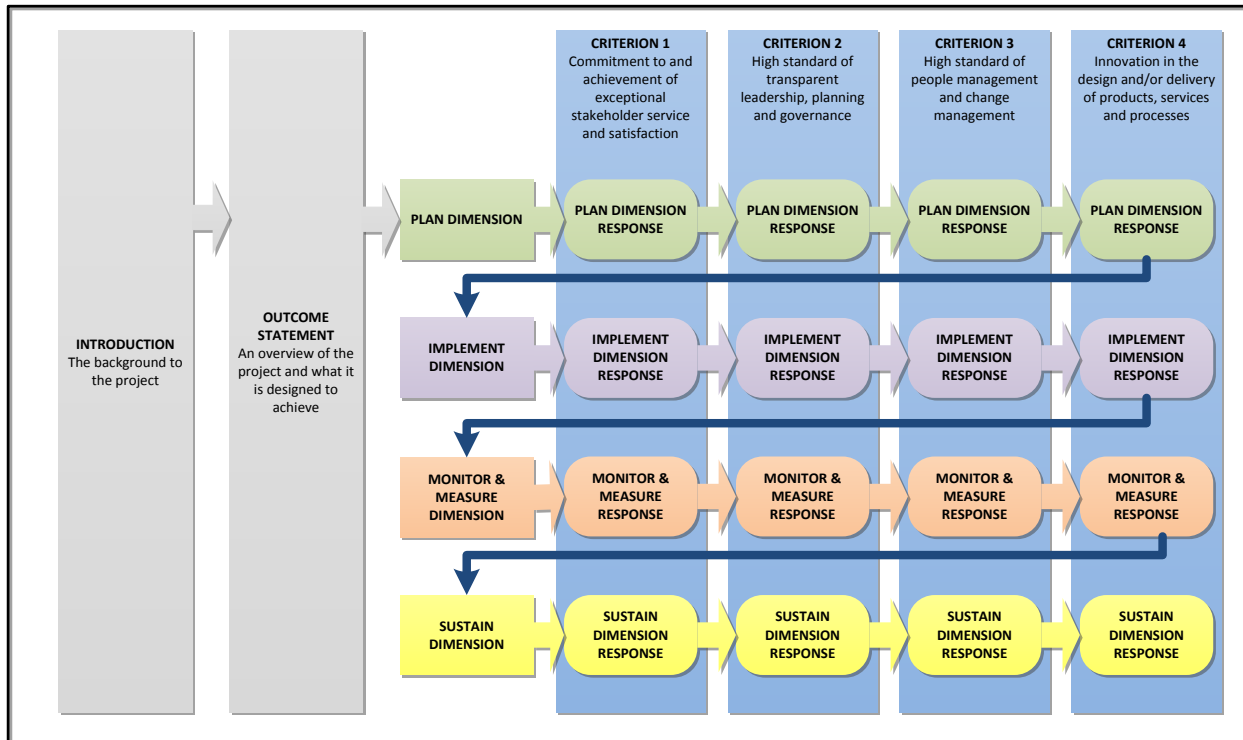 INTRODUCTION
The background to
the project
OUTCOME
STATEMENT
An overview of the
project and what it
is designed to
achieve
CRITERION 1
Commitment to and
achievement of
exceptional
stakeholder service
and satisfaction
CRITERION 2
High standard of
transparent
leadership, planning
and governance
CRITERION 3
High standard of
people management
and change
management
CRITERION 4
Innovation in the
design and/or delivery
of products, services
and processes
PLAN DIMENSION
PLAN DIMENSION
RESPONSE
PLAN DIMENSION
RESPONSE
PLAN DIMENSION
RESPONSE
PLAN DIMENSION
RESPONSE
IMPLEMENT
DIMENSION
IMPLEMENT
DIMENSION
RESPONSE
IMPLEMENT
DIMENSION
RESPONSE
IMPLEMENT
DIMENSION
RESPONSE
IMPLEMENT
DIMENSION
RESPONSE
MONITOR &
MEASURE
DIMENSION
MONITOR &
MEASURE
RESPONSE
MONITOR &
MEASURE
RESPONSE
MONITOR &
MEASURE
RESPONSE
MONITOR &
MEASURE
RESPONSE
SUSTAIN
DIMENSION
SUSTAIN
DIMENSION
RESPONSE
SUSTAIN
DIMENSION
RESPONSE
SUSTAIN
DIMENSION
RESPONSE
SUSTAIN
DIMENSION
RESPONSE